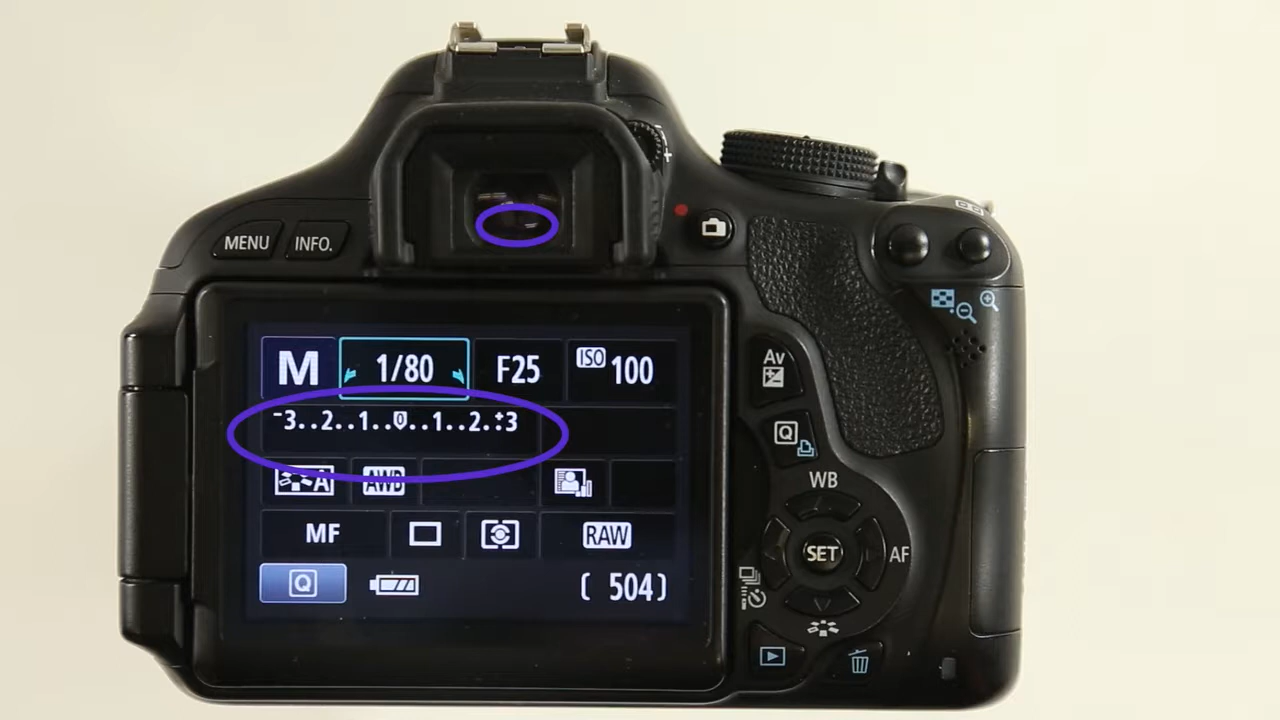 MENU INFO.
M 1/80 F25 ISO 100
-3..2..1..0..1..2.:+3
A AWB
MF RAW
Q
( 504)
Av
Q
WB
SET
AF